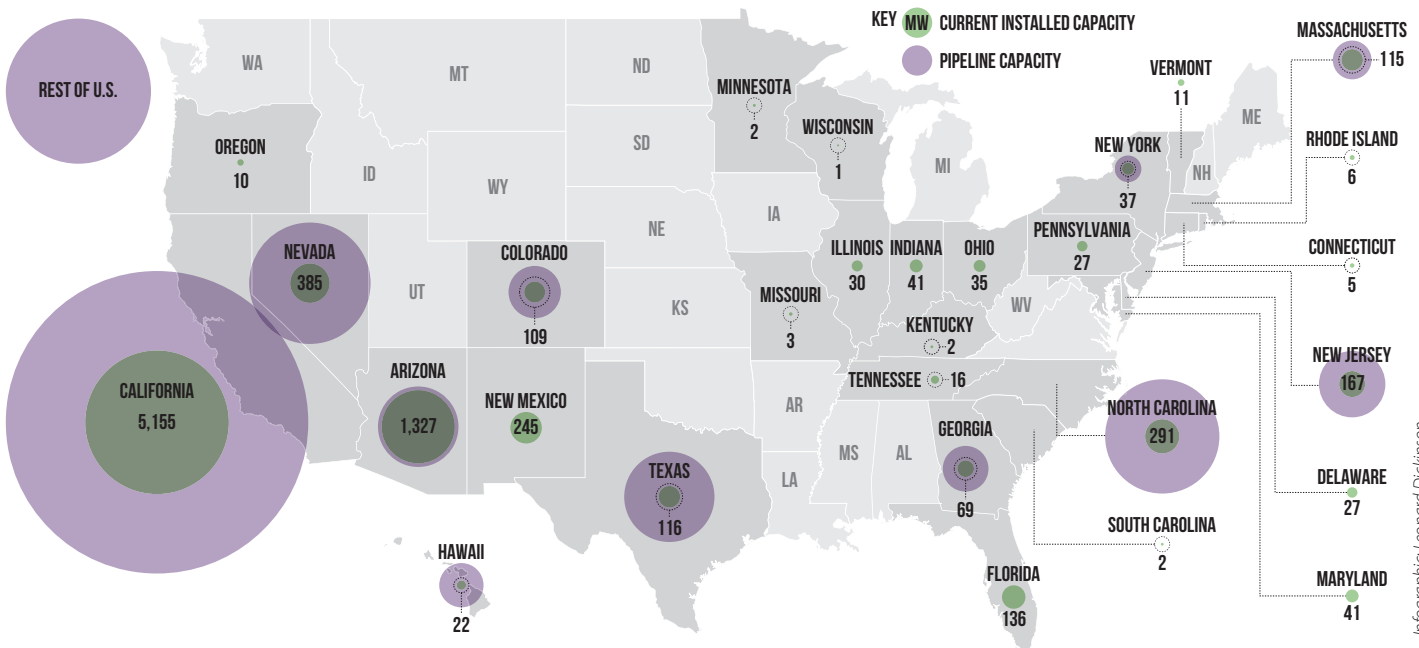 KEY MW CURRENT INSTALLED CAPACITY
PIPELINE CAPACITY
REST OF U.S.
WA
MT
ND
MINNESOTA
2
WISCONSIN
1
VERMONT
11
MASSACHUSETTS
115
ME
OREGON
10
ID
WY
SD
MI
NEW YORK
37
NH
RHODE ISLAND
6
NEVADA
385
UT
COLORADO
109
NE
IA
ILLINOIS
30
INDIANA
41
OHIO
35
PENNSYLVANIA
27
CONNECTICUT
5
KS
MISSOURI
3
KENTUCKY
2
WV
CALIFORNIA
5,155
ARIZONA
1,327
NEW MEXICO
245
TENNESSEE
16
NEW JERSEY
167
AR
NORTH CAROLINA
291
TEXAS
116
LA
MS
AL
GEORGIA
69
DELAWARE
27
SOUTH CAROLINA
2
HAWAII
22
FLORIDA
136
MARYLAND
41
Infographic: Leonard Dickinson